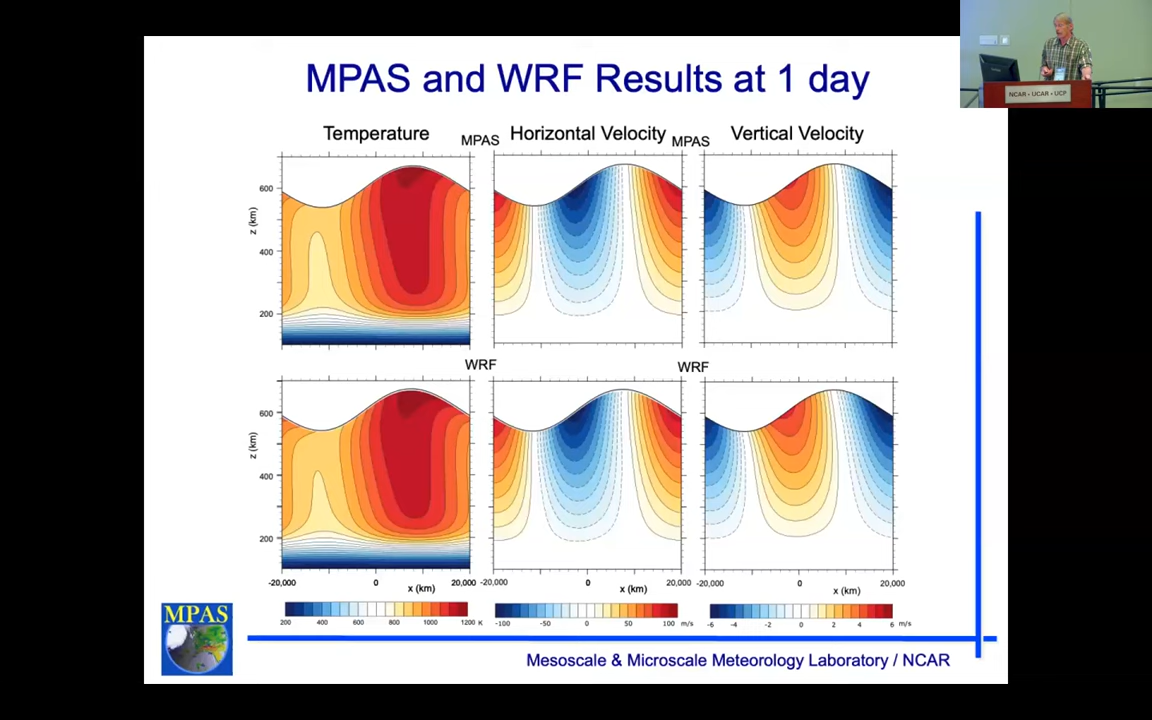 MPAS and WRF Results at 1 day
NCAR • UCAR • UCP
Temperature
MPAS
Horizontal Velocity
MPAS
Vertical Velocity
z (km)
600
400
200
WRF
WRF
z (km)
600
400
200
-20,000 0 20,000
x (km)
-20,000 0 20,000
x (km)
-20,000 0 20,000
x (km)
200 400 600 800 1000 1200 K
-100 -50 0 50 100 m/s
-6 -4 -2 0 2 4 6 m/s
MPAS
Mesoscale & Microscale Meteorology Laboratory / NCAR